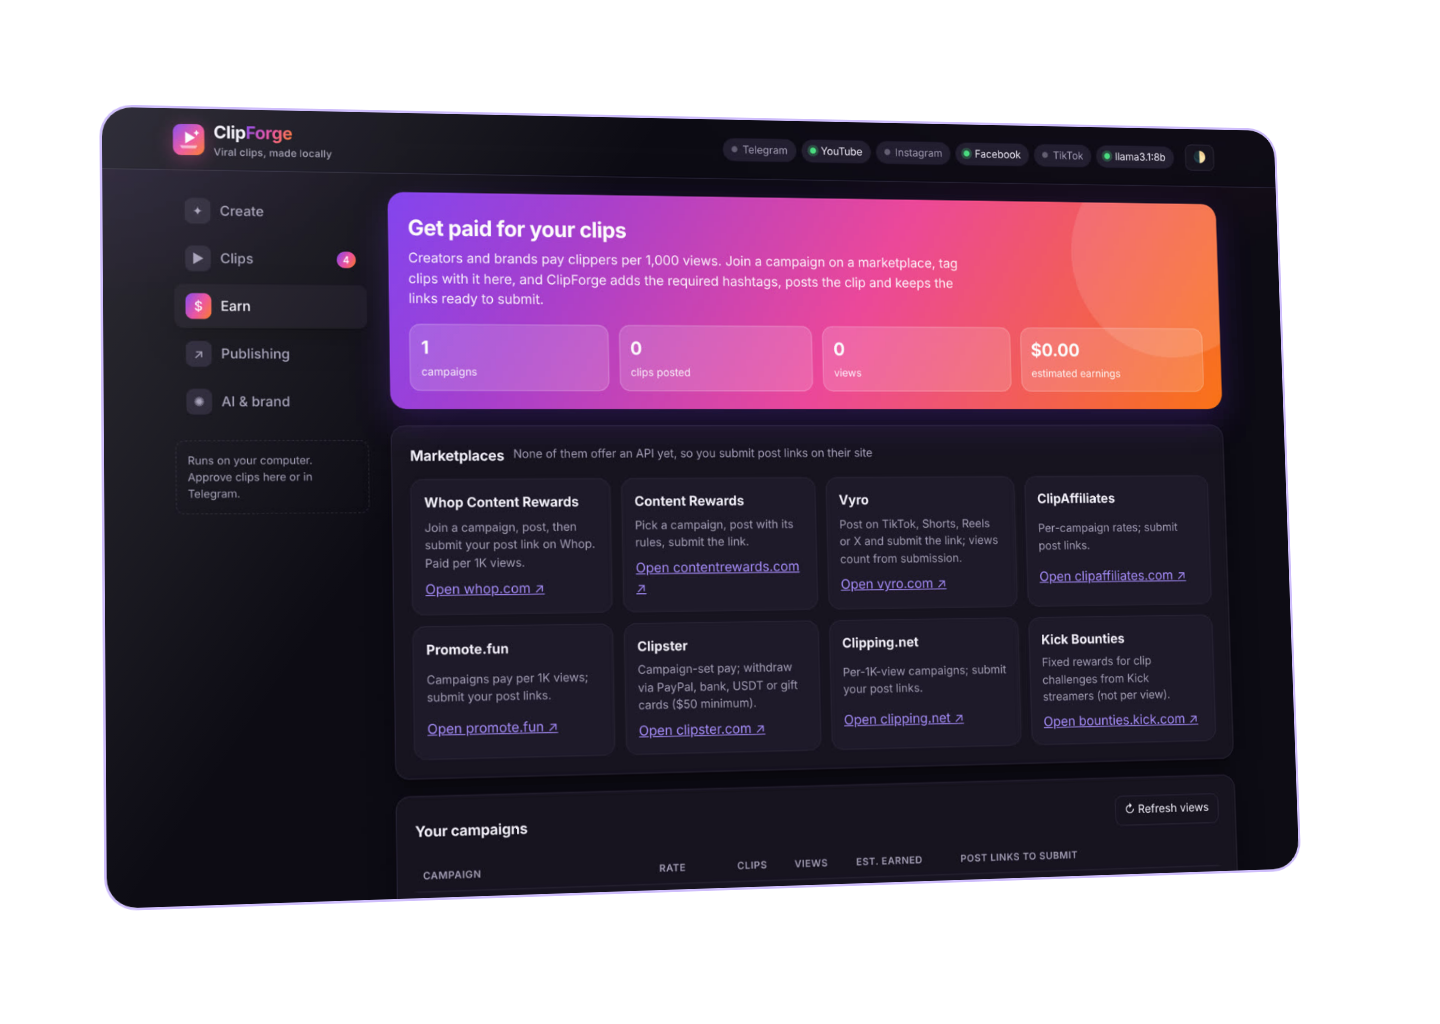 ClipForge
Viral clips, made locally
Telegram
YouTube
Instagram
Facebook
TikTok
llama3.1:8b
Create
Clips
4
$
Earn
Publishing
AI & brand
Runs on your computer.
Approve clips here or in
Telegram.
Get paid for your clips
Creators and brands pay clippers per 1,000 views. Join a campaign on a marketplace, tag
clips with it here, and ClipForge adds the required hashtags, posts the clip and keeps the
links ready to submit.
1
campaigns
0
clips posted
0
views
$0.00
estimated earnings
Marketplaces
None of them offer an API yet, so you submit post links on their site
Whop Content Rewards
Join a campaign, post, then
submit your post link on Whop.
Paid per 1K views.
Open whop.com ↗
Content Rewards
Pick a campaign, post with its
rules, submit the link.
Open contentrewards.com
↗
Vyro
Post on TikTok, Shorts, Reels
or X and submit the link; views
count from submission.
Open vyro.com ↗
ClipAffiliates
Per-campaign rates; submit
post links.
Open clipaffiliates.com ↗
Promote.fun
Campaigns pay per 1K views;
submit your post links.
Open promote.fun ↗
Clipster
Campaign-set pay; withdraw
via PayPal, bank, USDT or gift
cards ($50 minimum).
Open clipster.com ↗
Clipping.net
Per-1K-view campaigns; submit
your post links.
Open clipping.net ↗
Kick Bounties
Fixed rewards for clip
challenges from Kick
streamers (not per view).
Open bounties.kick.com ↗
Your campaigns
↻ Refresh views
CAMPAIGN
RATE
CLIPS
VIEWS
EST. EARNED
POST LINKS TO SUBMIT